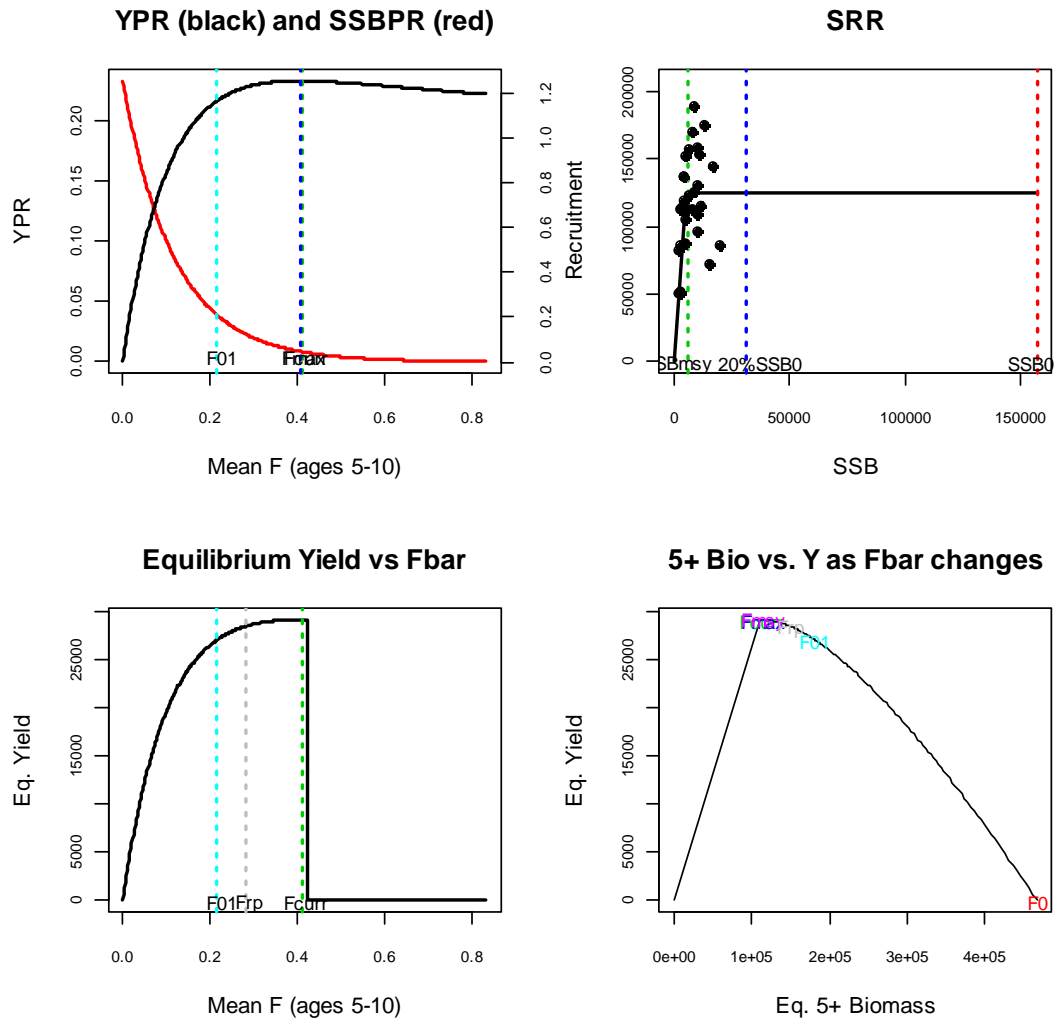 YPR (black) and SSBPR (red)
YPR
0.00 0.05 0.10 0.15 0.20
0.0 0.2 0.4 0.6 0.8 1.0 1.2
F01
Fmax
0.0 0.2 0.4 0.6 0.8
Mean F (ages 5-10)
SRR
Recruitment
0 50000 100000 150000 200000
SBmsy 20%SSB0 SSB0
0 50000 100000 150000
SSB
Equilibrium Yield vs Fbar
Eq. Yield
0 5000 15000 25000
F01 Frp Fcurr
0.0 0.2 0.4 0.6 0.8
Mean F (ages 5-10)
5+ Bio vs. Y as Fbar changes
Eq. Yield
0 5000 15000 25000
Fmax
F01
F0
0e+00 1e+05 2e+05 3e+05 4e+05
Eq. 5+ Biomass